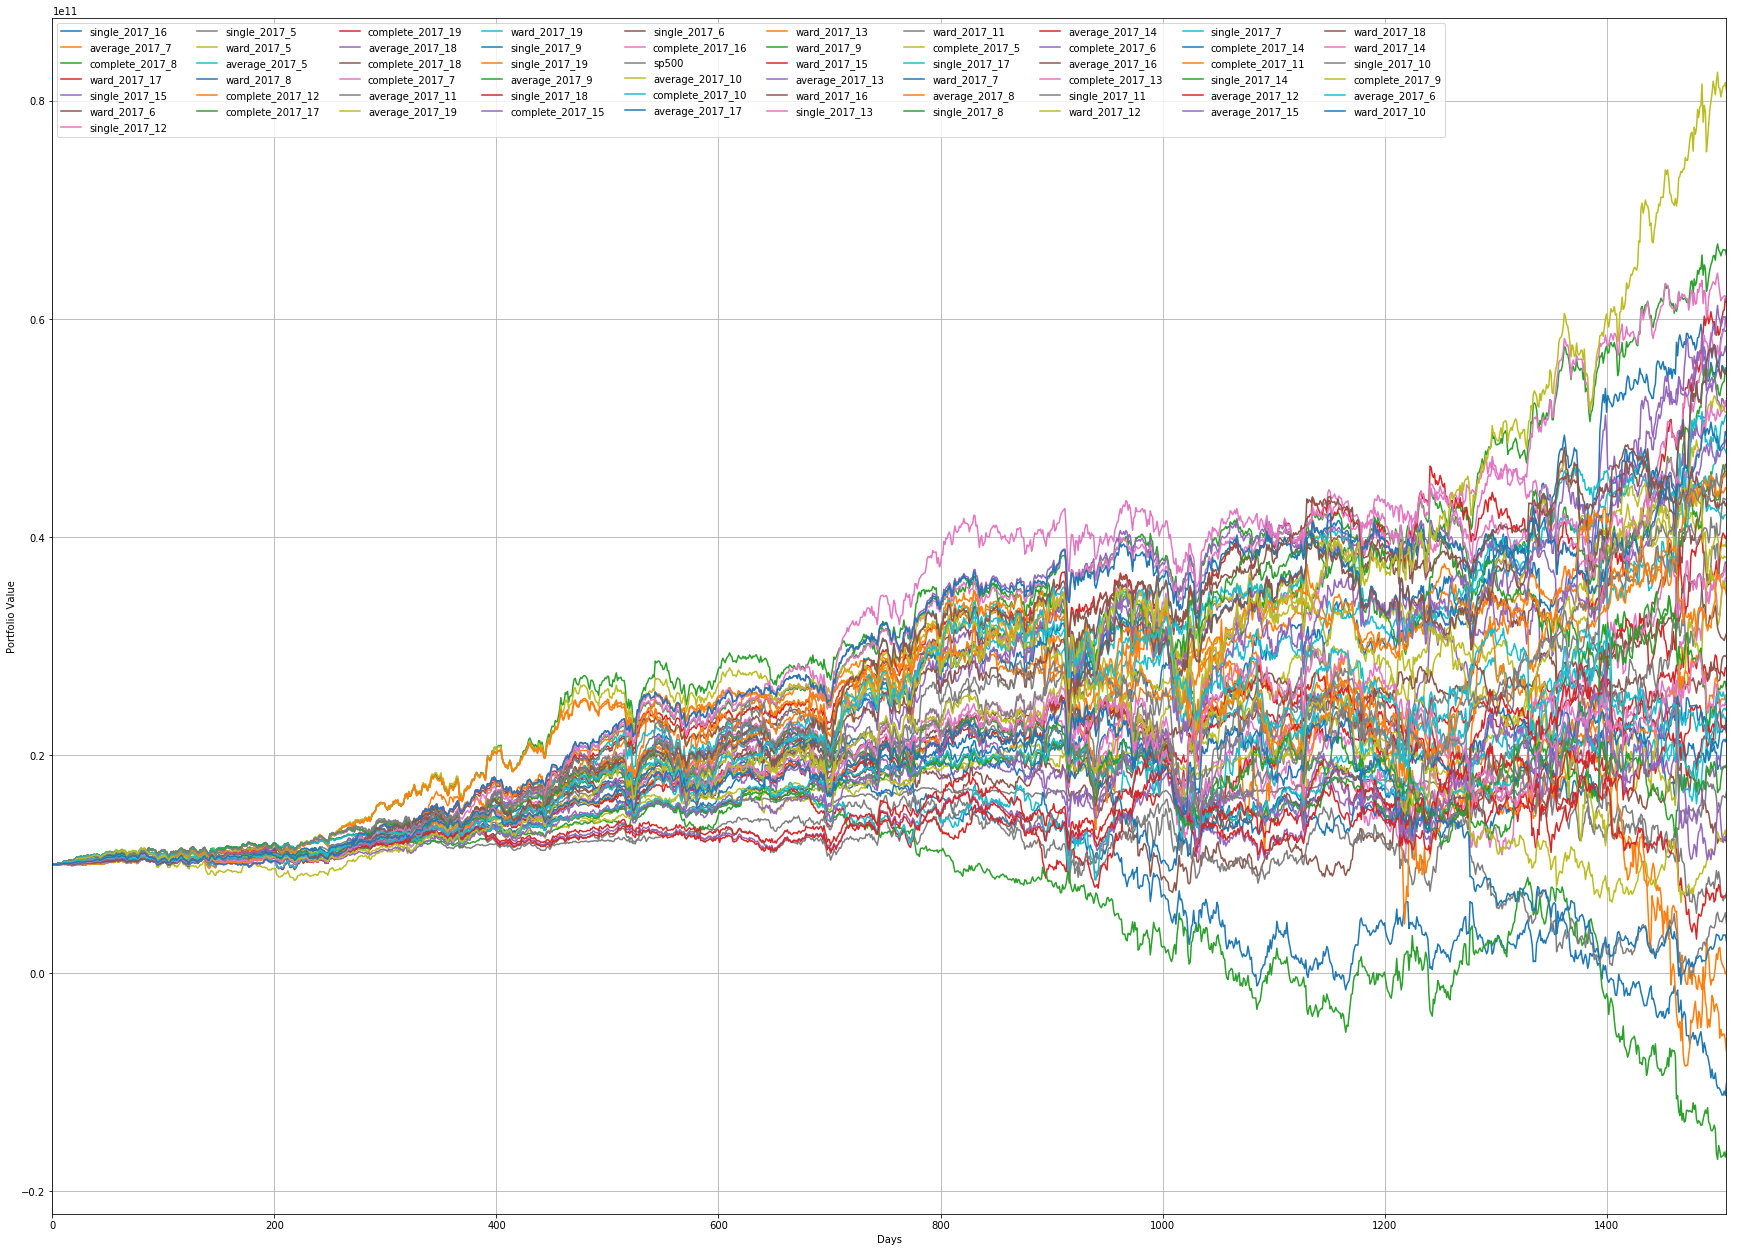 1e11
single_2017_16 single_2017_5 complete_2017_19 ward_2017_19 single_2017_6 ward_2017_13 ward_2017_11 average_2017_14 single_2017_7 ward_2017_18
average_2017_7 ward_2017_5 average_2017_18 single_2017_9 complete_2017_16 ward_2017_9 complete_2017_5 complete_2017_6 complete_2017_14 ward_2017_14
complete_2017_8 average_2017_5 complete_2017_18 single_2017_19 sp500 ward_2017_15 single_2017_17 average_2017_16 complete_2017_11 single_2017_10
ward_2017_17 ward_2017_8 complete_2017_7 average_2017_9 average_2017_10 average_2017_13 ward_2017_7 complete_2017_13 single_2017_14 complete_2017_9
single_2017_15 complete_2017_12 average_2017_11 single_2017_18 complete_2017_10 ward_2017_16 average_2017_8 single_2017_11 average_2017_12 average_2017_6
ward_2017_6 complete_2017_17 average_2017_19 complete_2017_15 average_2017_17 single_2017_13 single_2017_8 ward_2017_12 average_2017_15 ward_2017_10
single_2017_12
0.8
0.6
0.4
0.2
0.0
−0.2
Portfolio Value
0 200 400 600 800 1000 1200 1400
Days